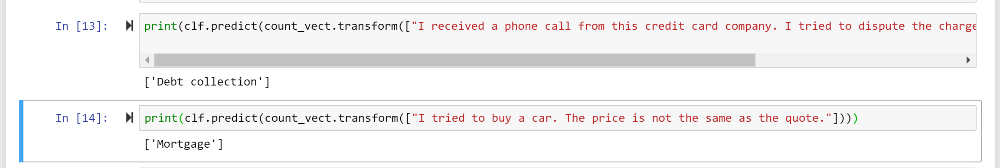 In [13]: print(clf.predict(count_vect.transform(["I received a phone call from this credit card company. I tried to dispute the charge
['Debt collection']
In [14]: print(clf.predict(count_vect.transform(["I tried to buy a car. The price is not the same as the quote."])))
['Mortgage']